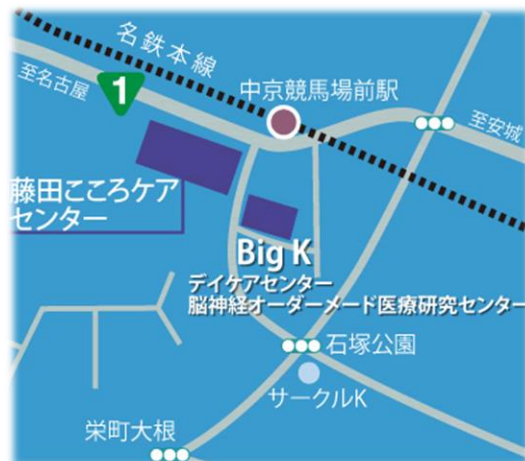 名鉄本線
至名古屋
1
中京競馬場前駅
至安城
藤田こころケア
センター
Big K
デイケアセンター
脳神経オーダーメード医療研究センター
石塚公園
サークルK
栄町大根